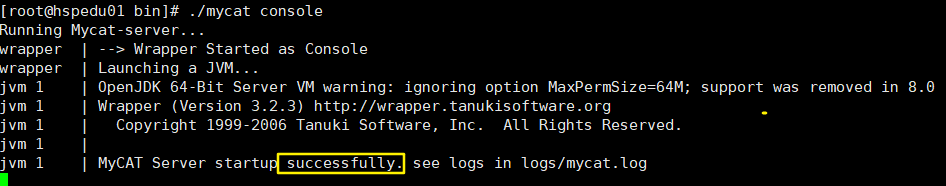 [root@hspedu01 bin]# ./mycat console
Running Mycat-server...
wrapper  | --> Wrapper Started as Console
wrapper  | Launching a JVM...
jvm 1    | OpenJDK 64-Bit Server VM warning: ignoring option MaxPermSize=64M; support was removed in 8.0
jvm 1    | Wrapper (Version 3.2.3) http://wrapper.tanukisoftware.org
jvm 1    |   Copyright 1999-2006 Tanuki Software, Inc.  All Rights Reserved.
jvm 1    |
jvm 1    | MyCAT Server startup successfully. see logs in logs/mycat.log